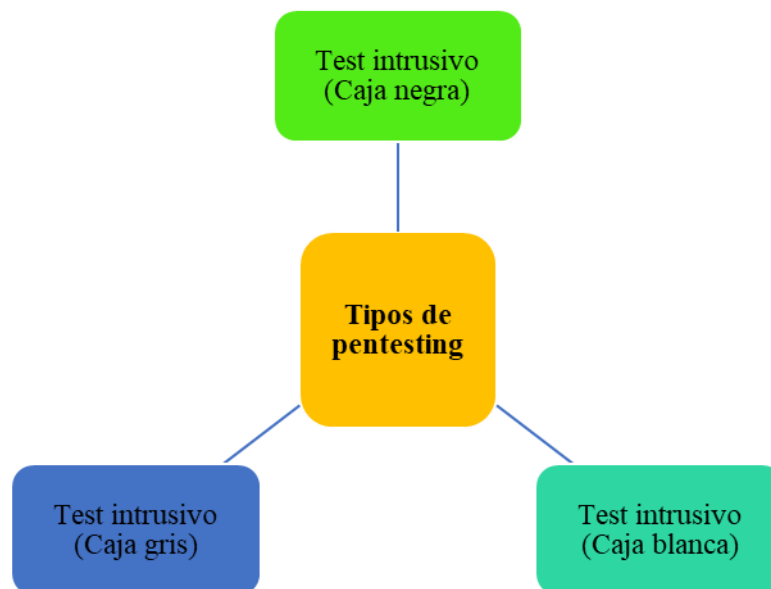 Test intrusivo
(Caja negra)
Tipos de
pentesting
Test intrusivo
(Caja gris)
Test intrusivo
(Caja blanca)